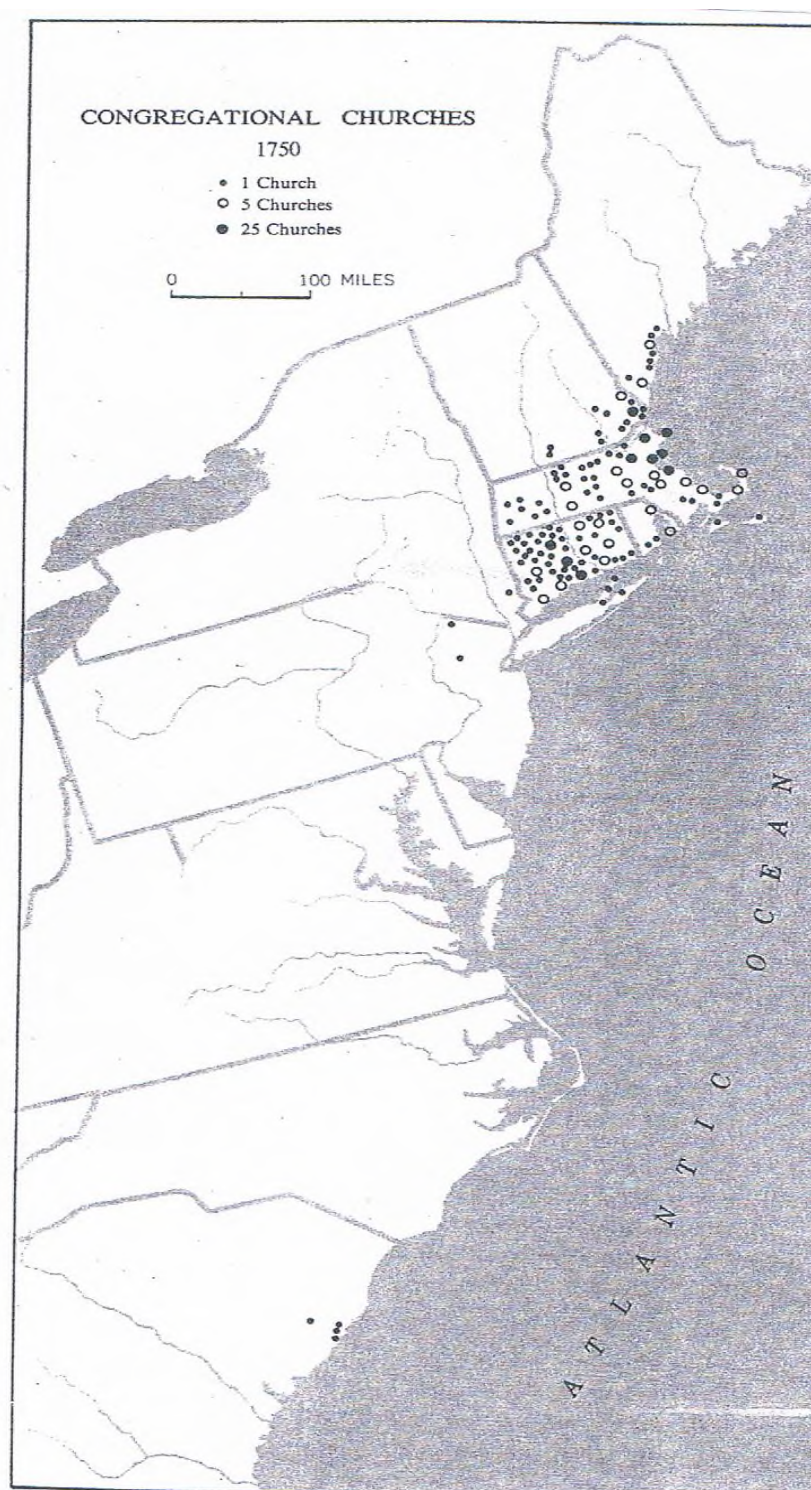 CONGREGATIONAL CHURCHES
1750
1 Church
5 Churches
25 Churches
0 100 MILES
ATLANTIC OCEAN